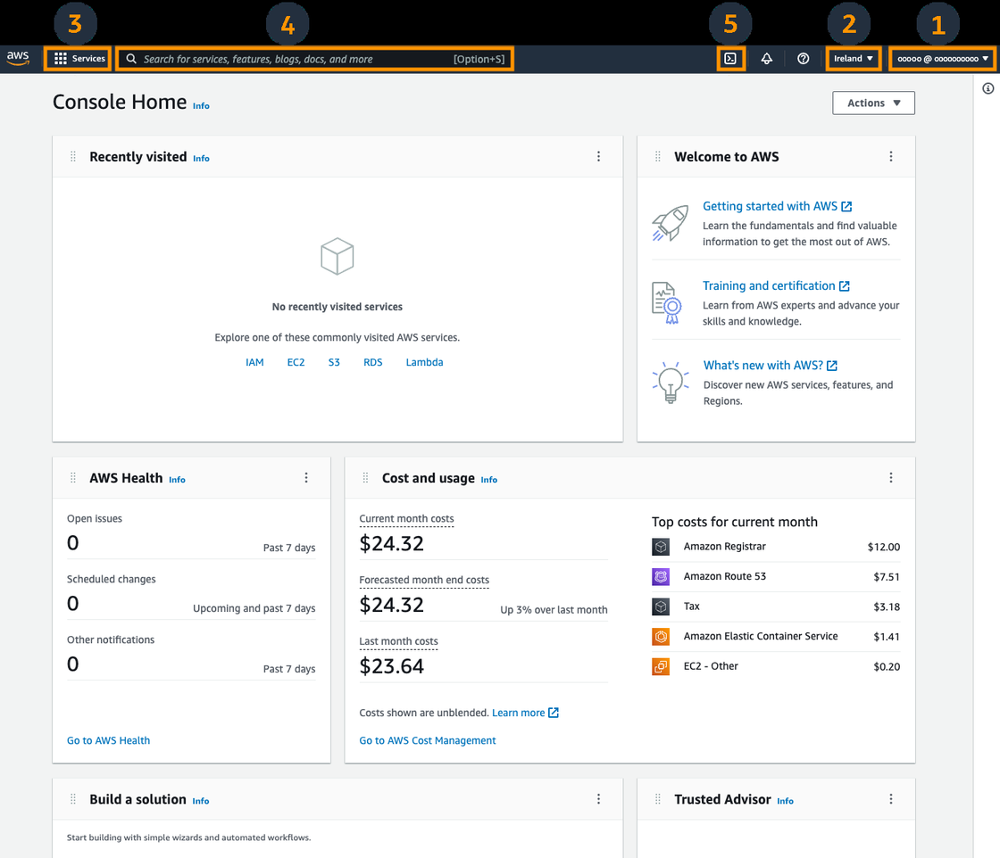 3
4
5
2
1
aws
Services
Search for services, features, blogs, docs, and more
[Option+S]
Ireland ▼
ooooo @ oooooooooo ▼
Console Home Info
Actions ▼
Recently visited Info
No recently visited services
Explore one of these commonly visited AWS services.
IAM EC2 S3 RDS Lambda
Welcome to AWS
Getting started with AWS
Learn the fundamentals and find valuable
information to get the most out of AWS.
Training and certification
Learn from AWS experts and advance your
skills and knowledge.
What's new with AWS?
Discover new AWS services, features, and
Regions.
AWS Health Info
Open issues
0 Past 7 days
Scheduled changes
0 Upcoming and past 7 days
Other notifications
0 Past 7 days
Go to AWS Health
Cost and usage Info
Current month costs
$24.32
Forecasted month end costs
$24.32 Up 3% over last month
Last month costs
$23.64
Costs shown are unblended. Learn more
Go to AWS Cost Management
Top costs for current month
Amazon Registrar $12.00
Amazon Route 53 $7.51
Tax $3.18
Amazon Elastic Container Service $1.41
EC2 - Other $0.20
Build a solution Info
Start building with simple wizards and automated workflows.
Trusted Advisor Info